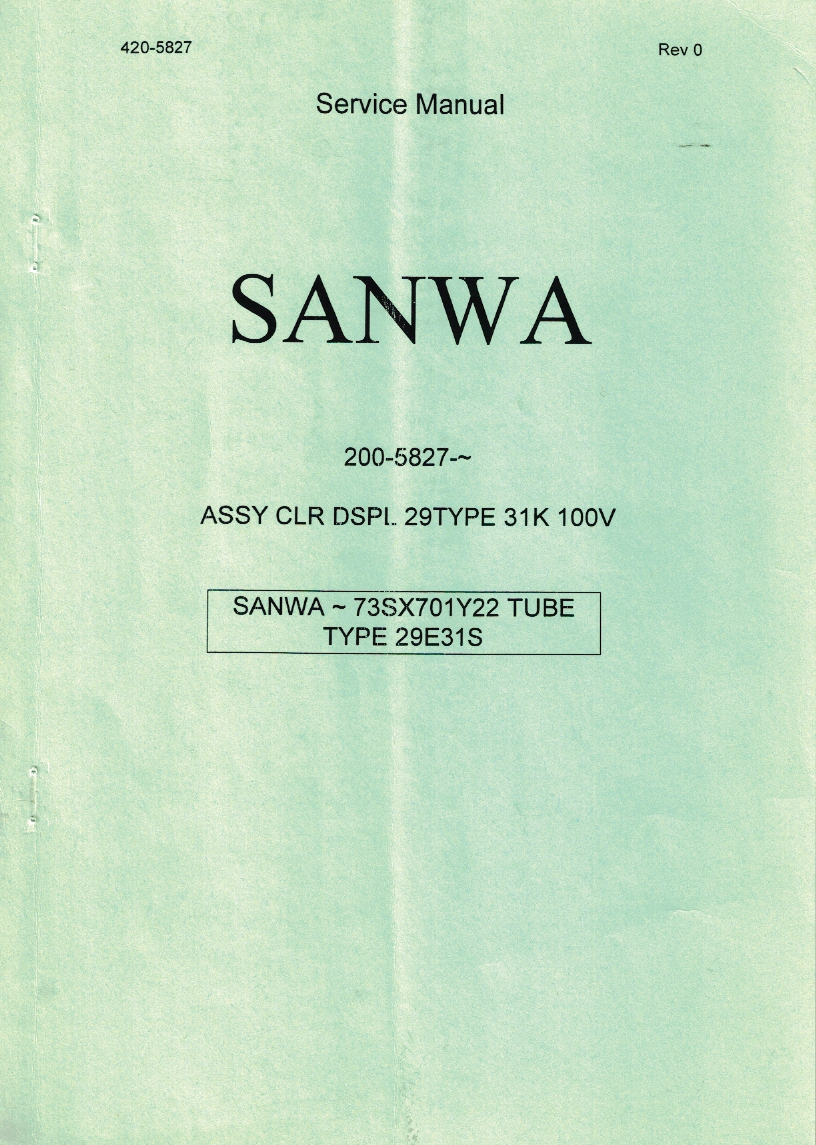 420-5827
Rev 0
Service Manual
SANWA
200-5827-~
ASSY CLR DSPL 29TYPE 31K 100V
SANWA ~ 73SX701Y22 TUBE
TYPE 29E31S